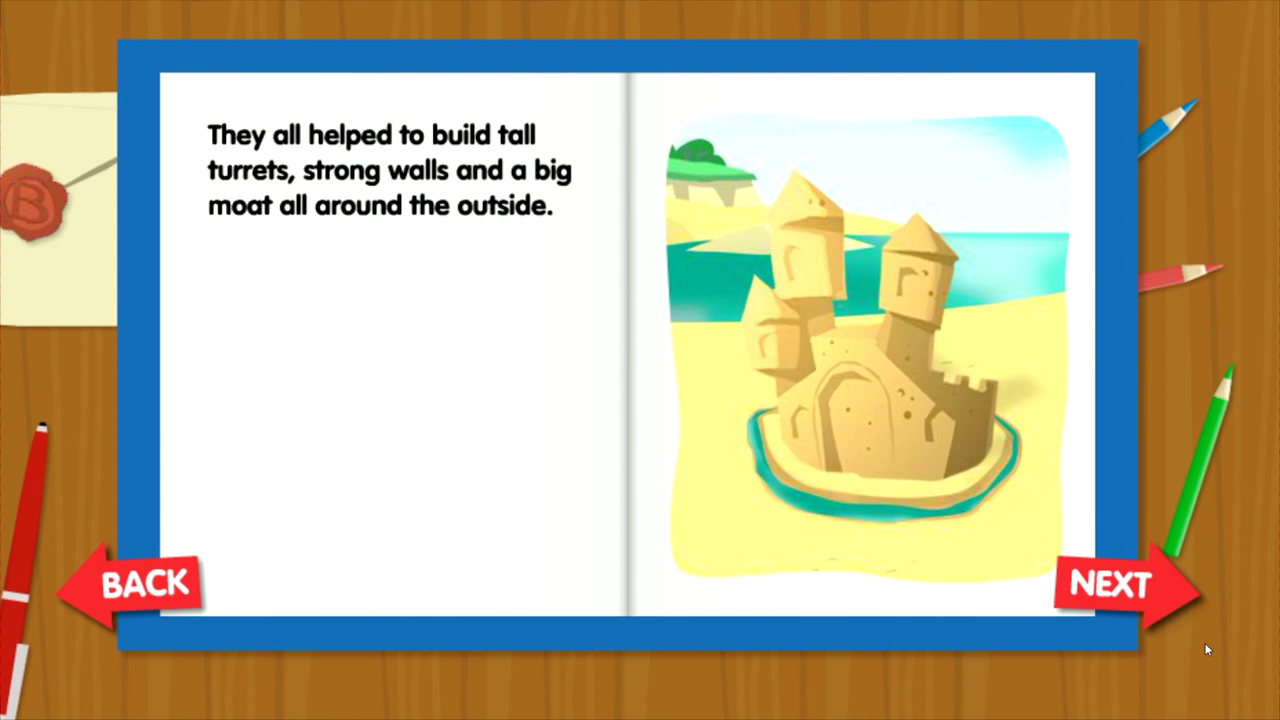 They all helped to build tall
turrets, strong walls and a big
moat all around the outside.
B
BACK
NEXT